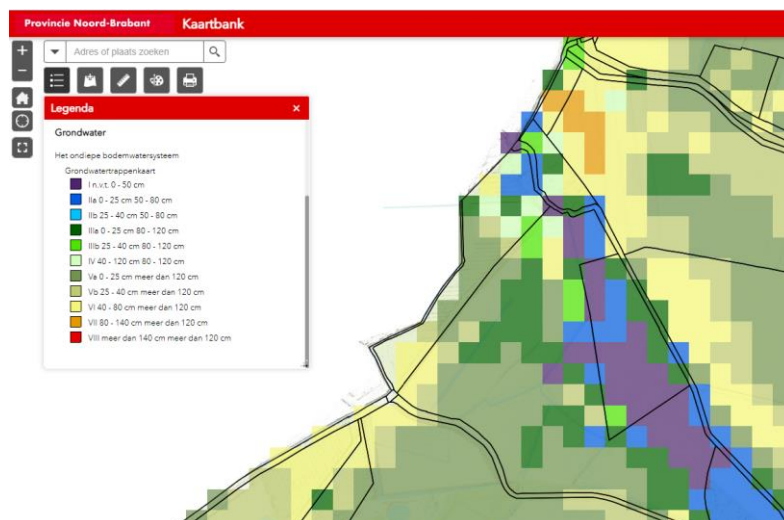 Provincie Noord-Brabant Kaartbank
+
Adres of plaats zoeken
−
Legenda ×
Grondwater
Het ondiepe bodemwatersysteem
Grondwatertrappenkaart
I n.v.t. 0 - 50 cm
IIa 0 - 25 cm 50 - 80 cm
IIb 25 - 40 cm 50 - 80 cm
IIIa 0 - 25 cm 80 - 120 cm
IIIb 25 - 40 cm 80 - 120 cm
IV 40 - 120 cm 80 - 120 cm
Va 0 - 25 cm meer dan 120 cm
Vb 25 - 40 cm meer dan 120 cm
VI 40 - 80 cm meer dan 120 cm
VII 80 - 140 cm meer dan 120 cm
VIII meer dan 140 cm meer dan 120 cm